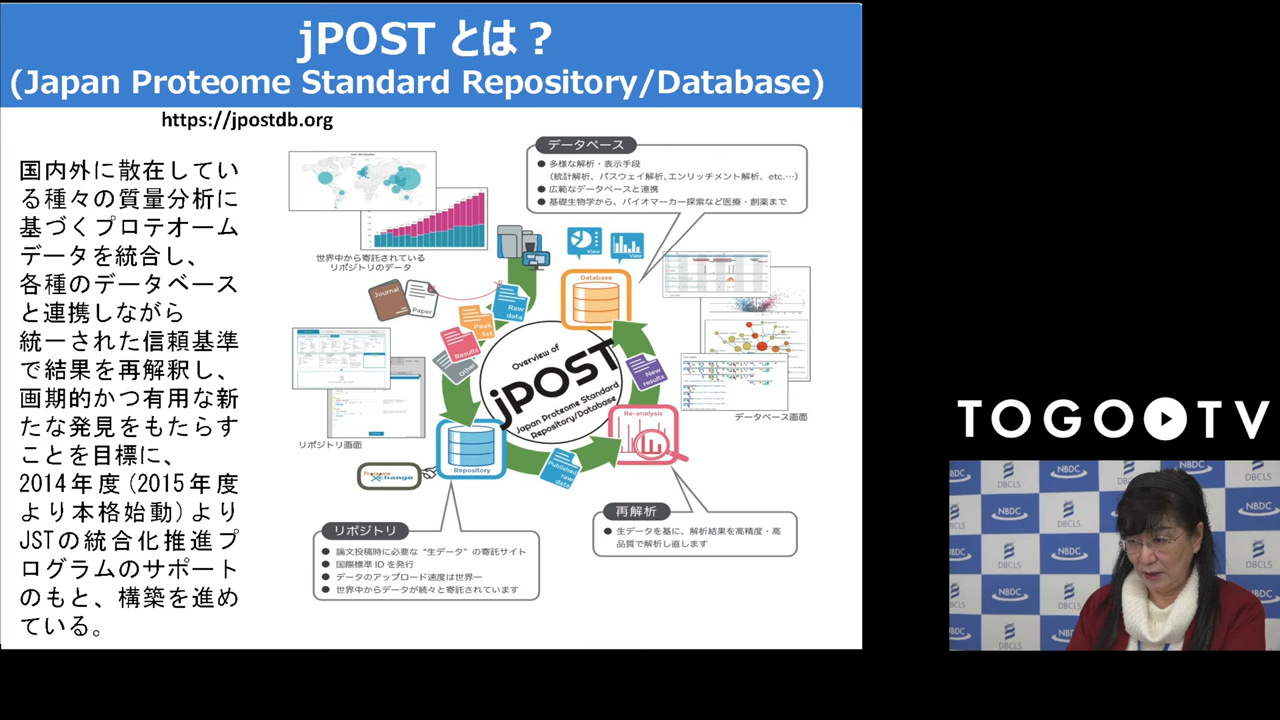 jPOST とは？
(Japan Proteome Standard Repository/Database)
https://jpostdb.org
国内外に散在してい
る種々の質量分析に
基づくプロテオーム
データを統合し、
各種のデータベース
と連携しながら
統一された信頼基準
で結果を再解釈し、
画期的かつ有用な新
たな発見をもたらす
ことを目標に、
2014年度(2015年度
より本格始動)より
JSTの統合化推進プ
ログラムのサポート
のもと、構築を進め
ている。
世界中から寄託されている
リポジトリのデータ
データベース
● 多様な解析・表示手段
（統計解析、パスウェイ解析、エンリッチメント解析、etc.…）
● 広範なデータベースと連携
● 基礎生物学から、バイオマーカー探索など医療・創薬まで
View
View
Database
Journal
Paper
Raw
data
Peak
list
Results
Other
Overview of
jPOST
Japan Proteome Standard
Repository/Database
New
results
Re-analysis
Published
raw
data
Repository
Proteome
Xchange
リポジトリ画面
データベース画面
リポジトリ
● 論文投稿時に必要な “生データ” の寄託サイト
● 国際標準 ID を発行
● データのアップロード速度は世界一
● 世界中からデータが続々と寄託されています
再解析
● 生データを基に、解析結果を高精度・高
品質で解析し直します
TOGO TV
NBDC
DBCLS
NBDC
DBCLS
NBDC
DBCLS
DBCLS
NBDC
DBCLS
NBDC
NBDC
DBCLS